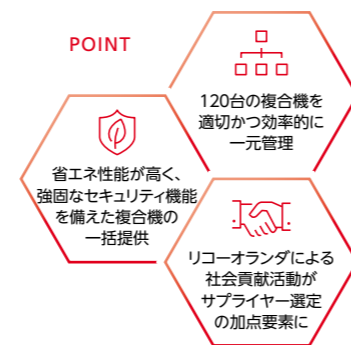 POINT
120台の複合機を
適切かつ効率的に
一元管理
省エネ性能が高く、
強固なセキュリティ機能
を備えた複合機の
一括提供
リコーオランダによる
社会貢献活動が
サプライヤー選定
の加点要素に